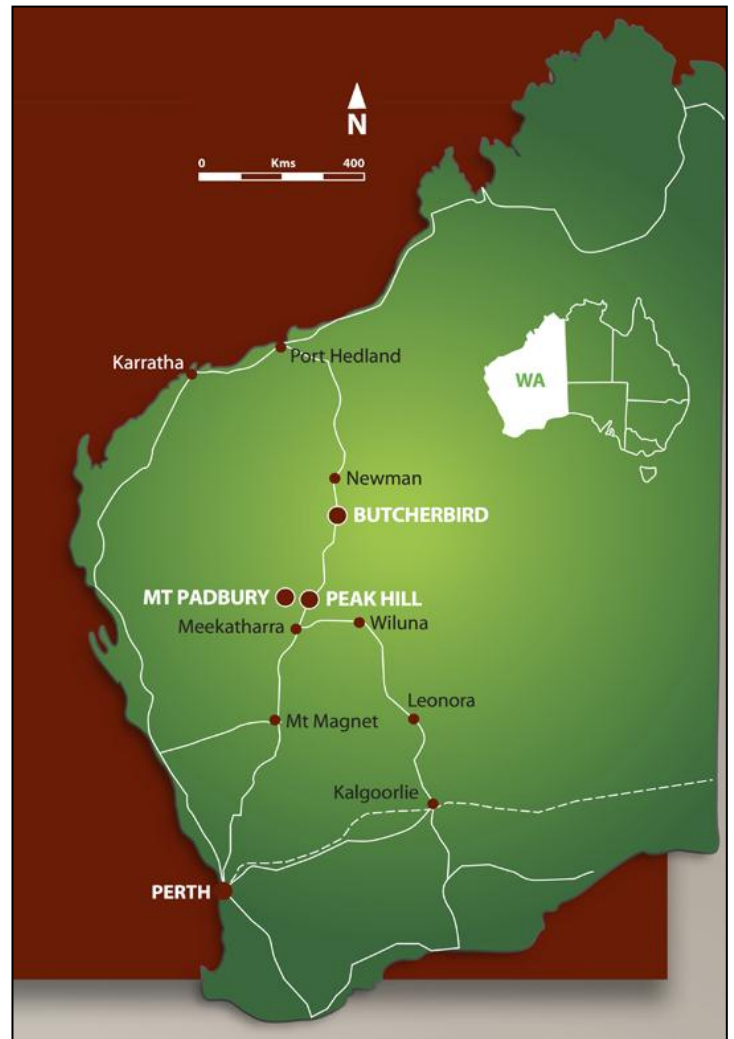 N
0 Kms 400
Karratha
Port Hedland
WA
Newman
BUTCHERBIRD
MT PADBURY
PEAK HILL
Meekatharra
Wiluna
Leonora
Mt Magnet
Kalgoorlie
PERTH